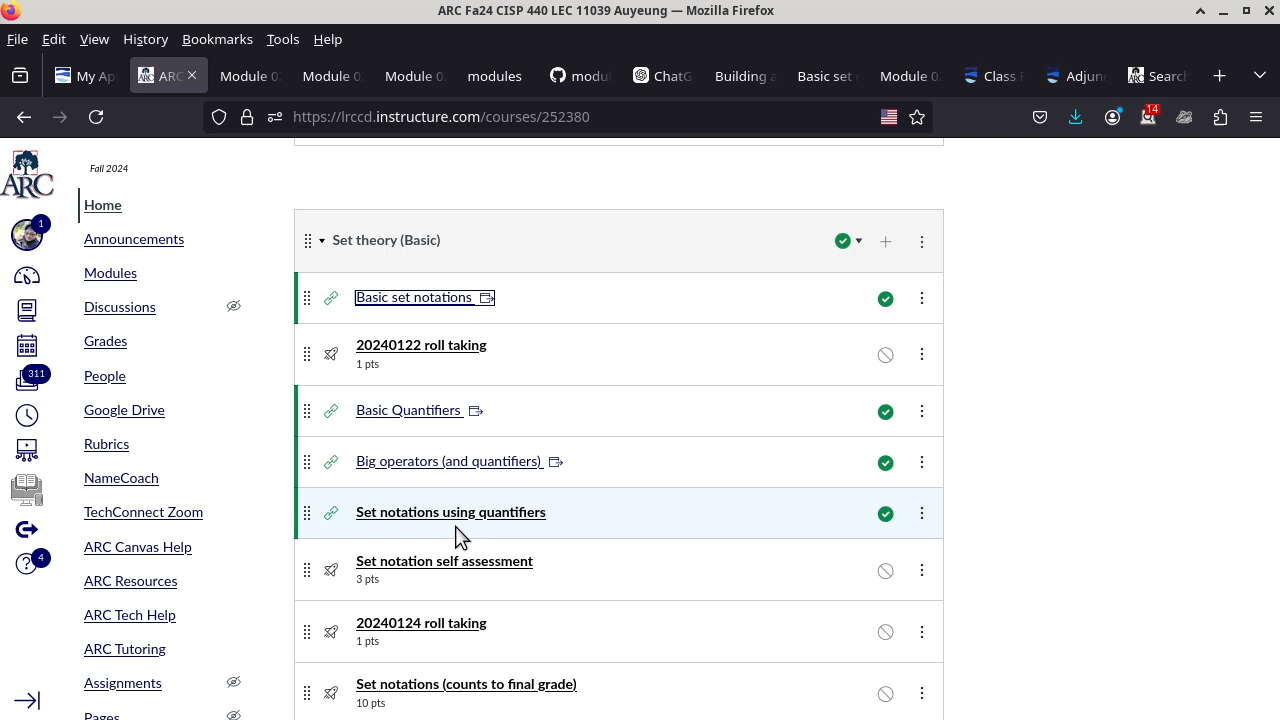 ARC Fa24 CISP 440 LEC 11039 Auyeung — Mozilla Firefox
File Edit View History Bookmarks Tools Help
My Ap ARC Module 0 Module 0 Module 0 modules modul ChatG Building a Basic set Module 0 Class Adjun Search
https://lrccd.instructure.com/courses/252380
14
ARC
Fall 2024
1
311
4
Home
Announcements
Modules
Discussions
Grades
People
Google Drive
Rubrics
NameCoach
TechConnect Zoom
ARC Canvas Help
ARC Resources
ARC Tech Help
ARC Tutoring
Assignments
Pages
Set theory (Basic)
Basic set notations
20240122 roll taking
1 pts
Basic Quantifiers
Big operators (and quantifiers)
Set notations using quantifiers
Set notation self assessment
3 pts
20240124 roll taking
1 pts
Set notations (counts to final grade)
10 pts